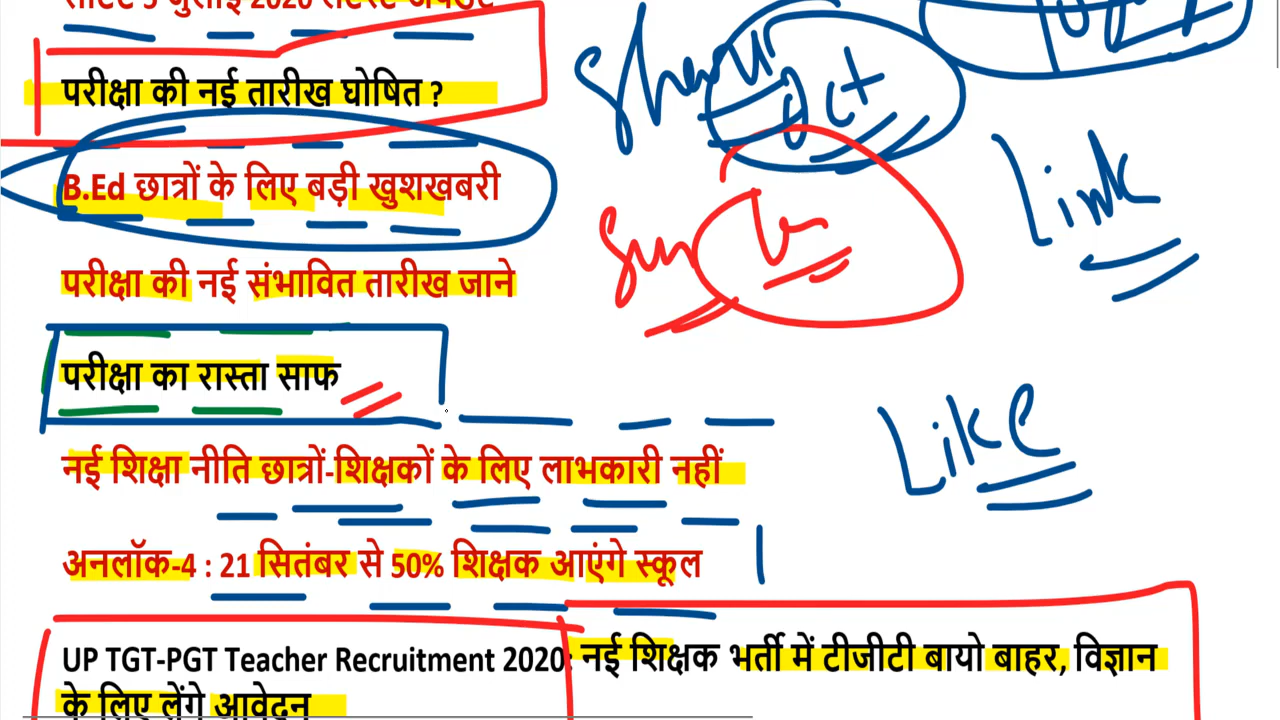 परीक्षा की नई तारीख घोषित ?
B.Ed छात्रों के लिए बड़ी खुशखबरी
परीक्षा की नई संभावित तारीख जाने
परीक्षा का रास्ता साफ
नई शिक्षा नीति छात्रों-शिक्षकों के लिए लाभकारी नहीं
अनलॉक-4 : 21 सितंबर से 50% शिक्षक आएंगे स्कूल
UP TGT-PGT Teacher Recruitment 2020: नई शिक्षक भर्ती में टीजीटी बायो बाहर, विज्ञान
के लिए लेंगे आवेदन
Link
Like